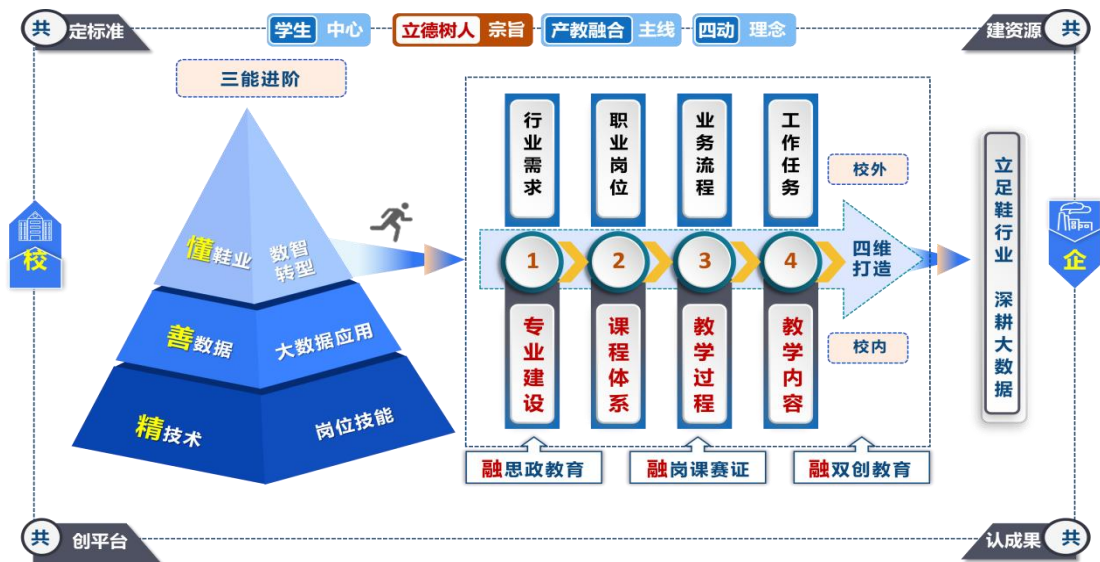 共 定标准
学生 中心
立德树人 宗旨
产教融合 主线
四动 理念
建资源 共
三能进阶
懂鞋业
数智
转型
善数据
大数据应用
精技术
岗位技能
校
行业需求
职业岗位
业务流程
工作任务
校外
1
2
3
4
四维
打造
专业建设
课程体系
教学过程
教学内容
校内
融思政教育
融岗课赛证
融双创教育
立足鞋行业 深耕大数据
企
共 创平台
认成果 共